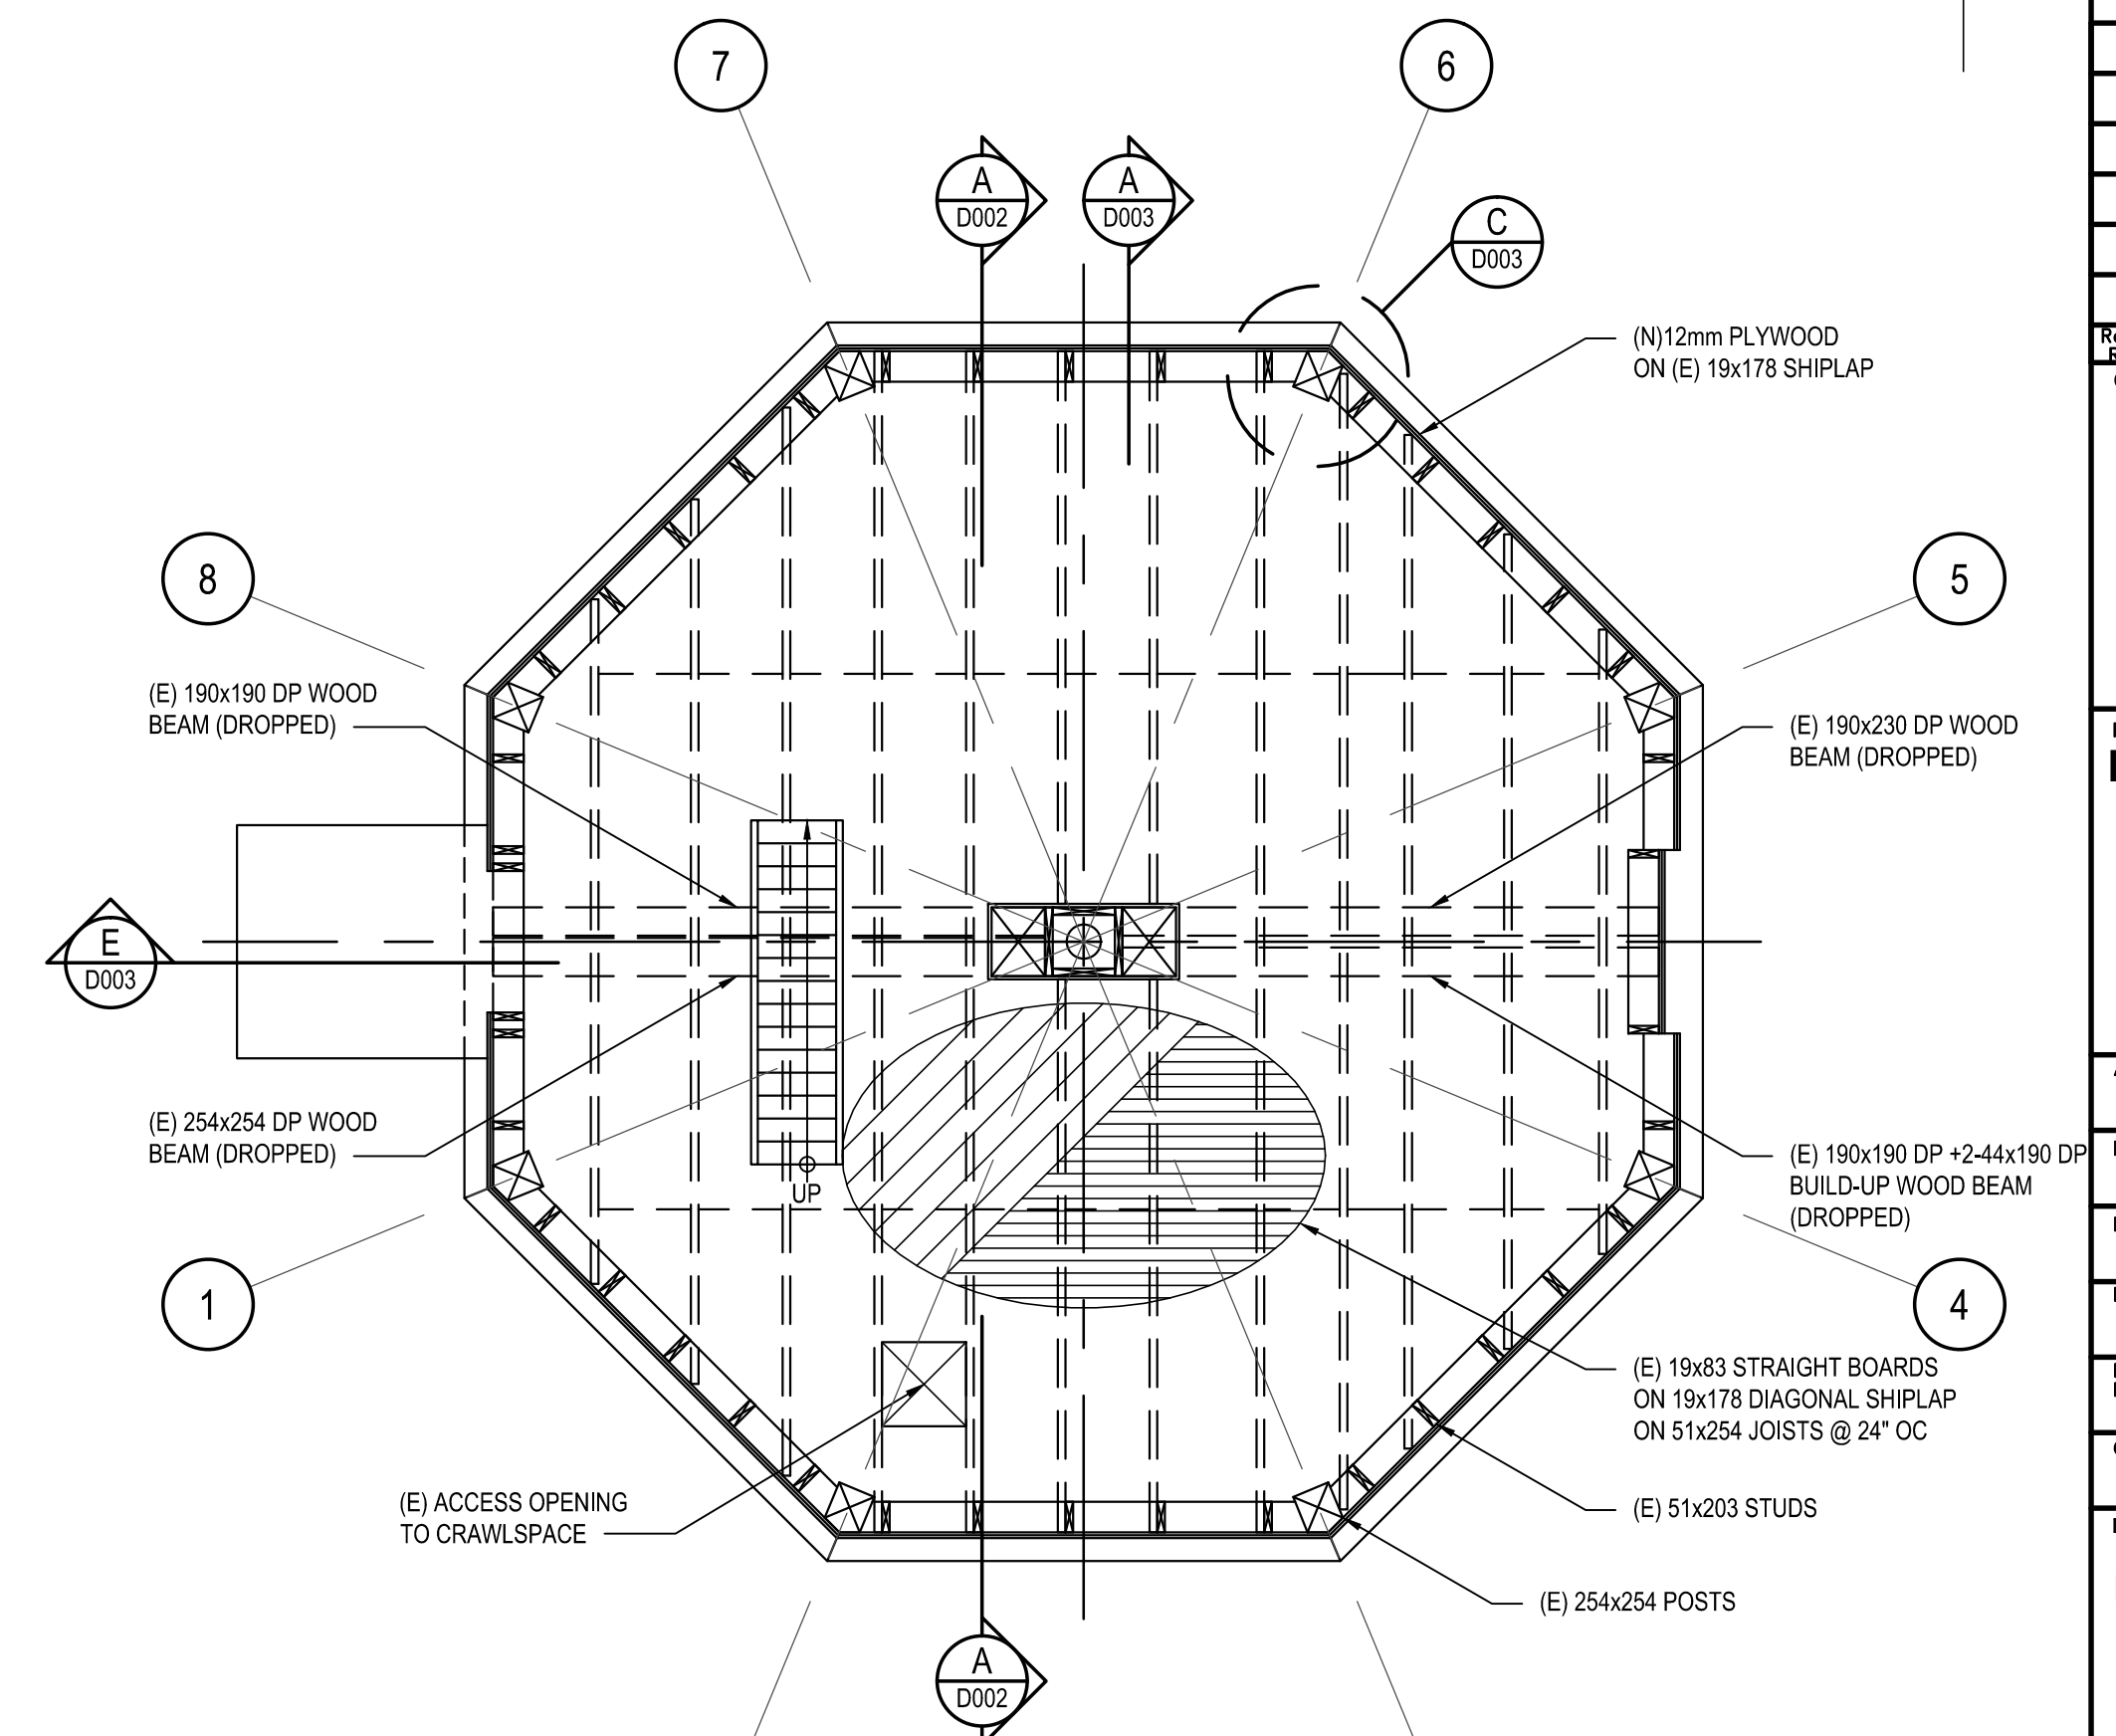 7
6
A
D002
A
D003
C
D003
(N)12mm PLYWOOD
ON (E) 19x178 SHIPLAP
8
5
(E) 190x190 DP WOOD
BEAM (DROPPED)
(E) 190x230 DP WOOD
BEAM (DROPPED)
E
D003
(E) 254x254 DP WOOD
BEAM (DROPPED)
UP
(E) 190x190 DP +2-44x190 DP
BUILD-UP WOOD BEAM
(DROPPED)
1
4
(E) 19x83 STRAIGHT BOARDS
ON 19x178 DIAGONAL SHIPLAP
ON 51x254 JOISTS @ 24" OC
(E) ACCESS OPENING
TO CRAWLSPACE
(E) 51x203 STUDS
(E) 254x254 POSTS
A
D002